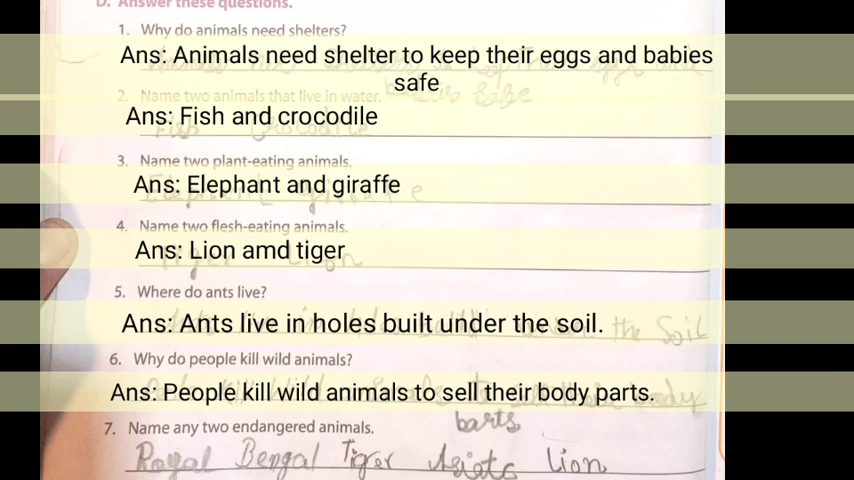 D. Answer these questions.
1. Why do animals need shelters?
Ans: Animals need shelter to keep their eggs and babies
safe
2. Name two animals that live in water.
Ans: Fish and crocodile
3. Name two plant-eating animals.
Ans: Elephant and giraffe
4. Name two flesh-eating animals.
Ans: Lion amd tiger
5. Where do ants live?
Ans: Ants live in holes built under the soil.
the Soil
6. Why do people kill wild animals?
Ans: People kill wild animals to sell their body parts.
body
barts
7. Name any two endangered animals.
Royal Bengal Tiger Asiatc Lion